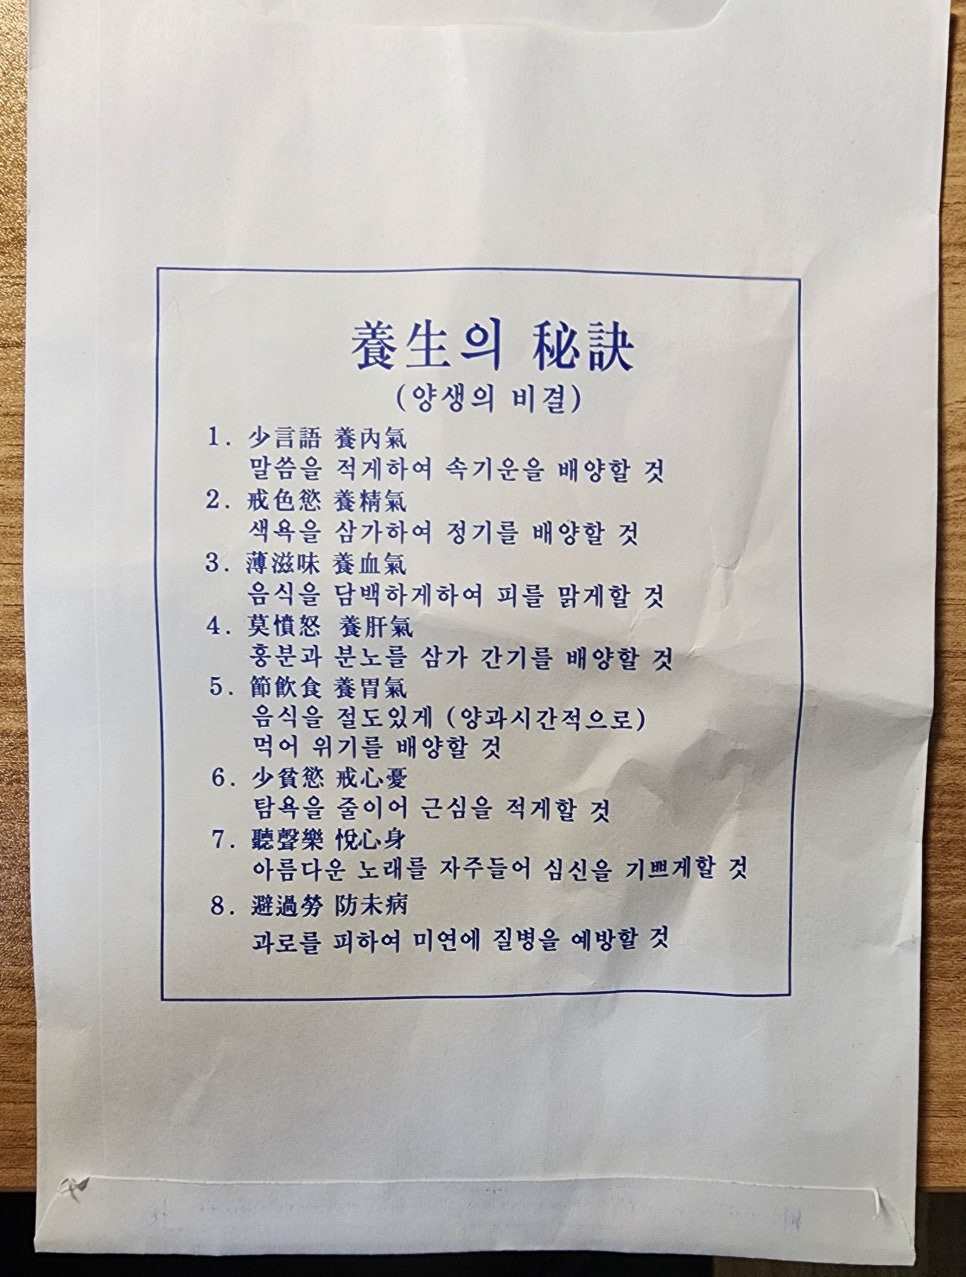 養生의 秘訣
(양생의 비결)
1. 少言語 養內氣
말씀을 적게하여 속기운을 배양할 것
2. 戒色慾 養精氣
색욕을 삼가하여 정기를 배양할 것
3. 薄滋味 養血氣
음식을 담백하게하여 피를 맑게할 것
4. 莫憤怒 養肝氣
흥분과 분노를 삼가 간기를 배양할 것
5. 節飮食 養胃氣
음식을 절도있게 (양과시간적으로)
먹어 위기를 배양할 것
6. 少貧慾 戒心憂
탐욕을 줄이어 근심을 적게할 것
7. 聽聲樂 悅心身
아름다운 노래를 자주들어 심신을 기쁘게할 것
8. 避過勞 防未病
과로를 피하여 미연에 질병을 예방할 것